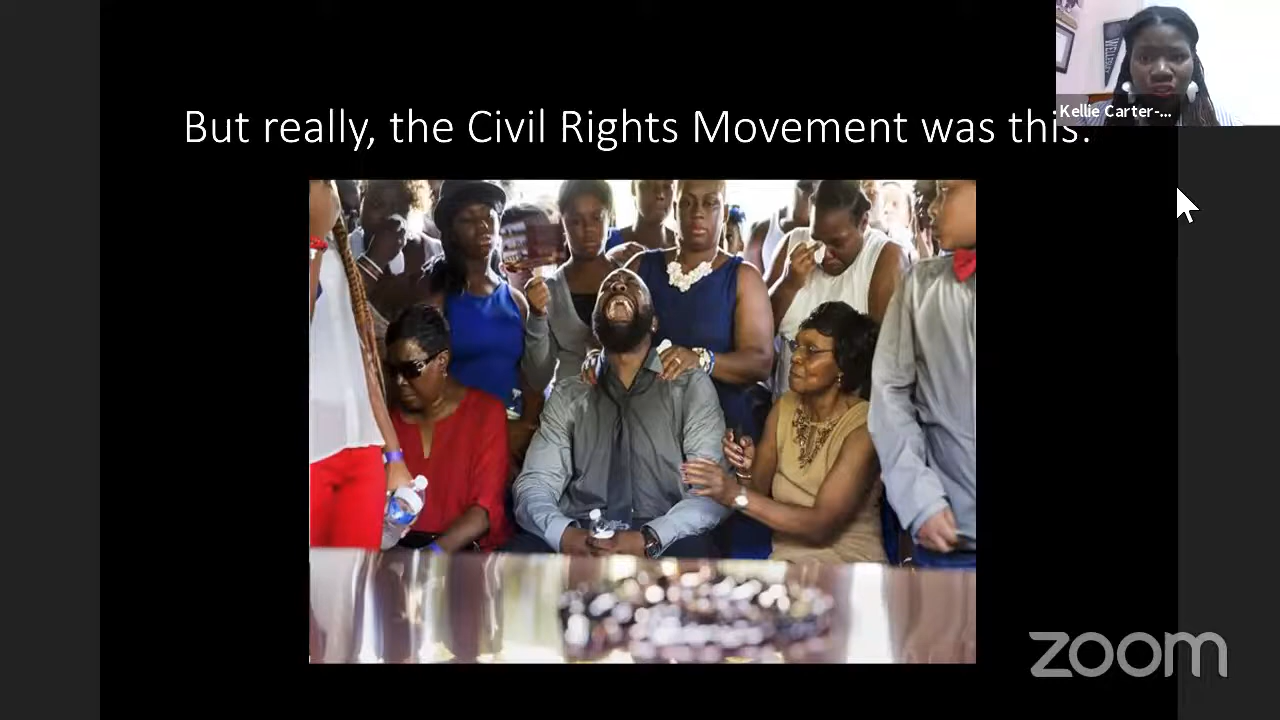 But really, the Civil Rights Movement was this.
Kellie Carter-...
zoom